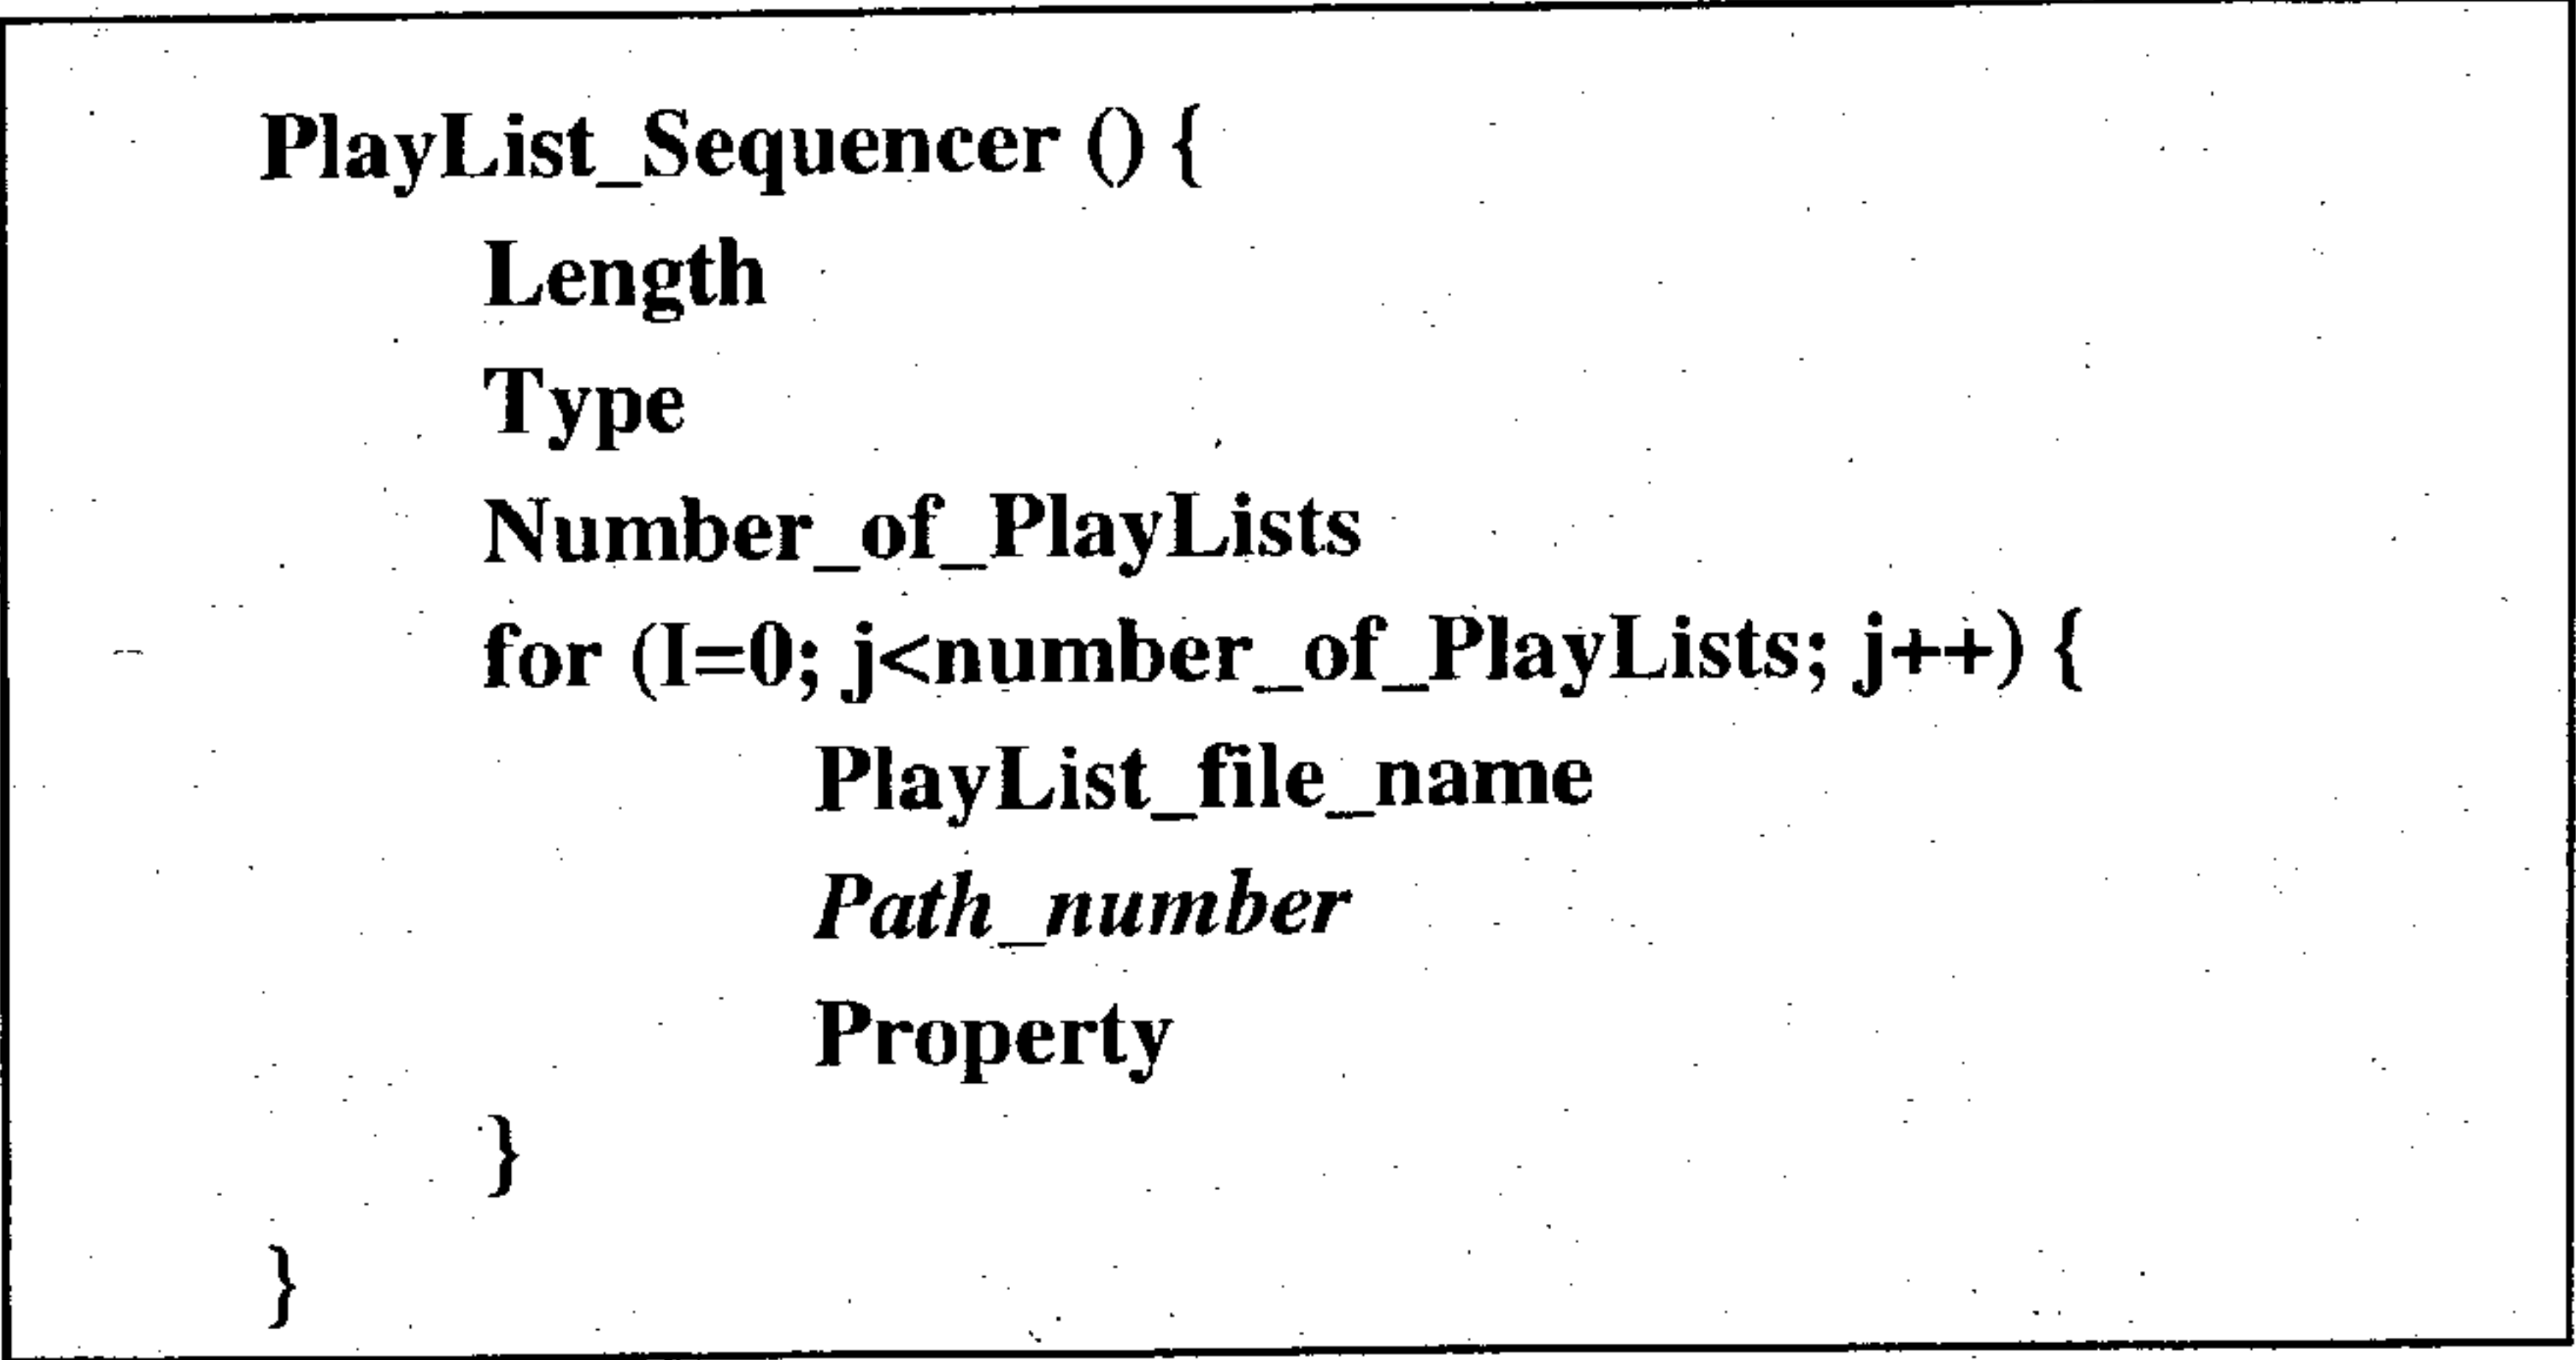 PlayList_Sequencer () {
Length
Type
Number_of_PlayLists
for (I=0; j<number_of_PlayLists; j++) {
PlayList_file_name
Path_number
Property
}
}